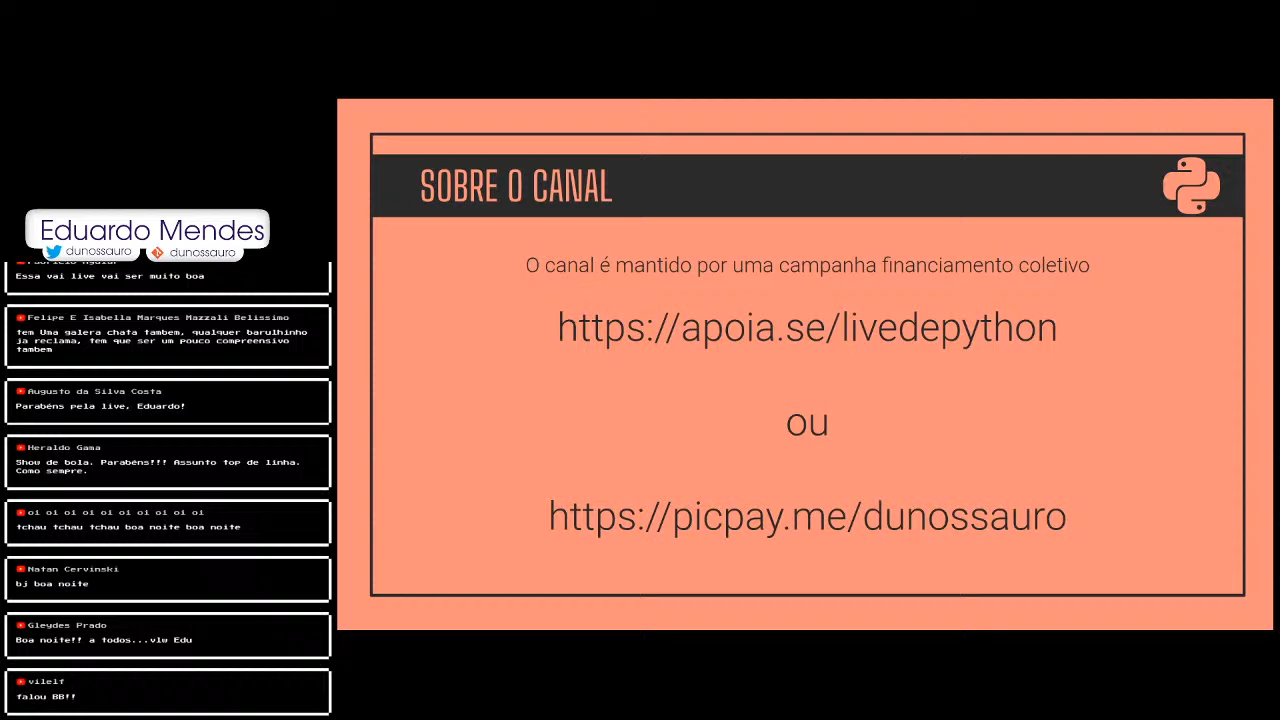 Eduardo Mendes
dunossauro
dunossauro
Essa vai live vai ser muito boa
Felipe E Isabella Marques Mazzali Belissimo
tem Uma galera chata tambem, qualquer barulhinho
ja reclama, tem que ser um pouco compreensivo
tambem
Augusto da Silva Costa
Parabéns pela live, Eduardo!
Heraldo Gama
Show de bola. Parabéns!!! Assunto top de linha.
Como sempre.
oi oi oi oi oi oi oi oi oi oi
tchau tchau tchau boa noite boa noite
Natan Cervinski
bj boa noite
Gleydes Prado
Boa noite!! a todos...vlw Edu
vilelf
falou BB!!
SOBRE O CANAL
O canal é mantido por uma campanha financiamento coletivo
https://apoia.se/livedepython
ou
https://picpay.me/dunossauro